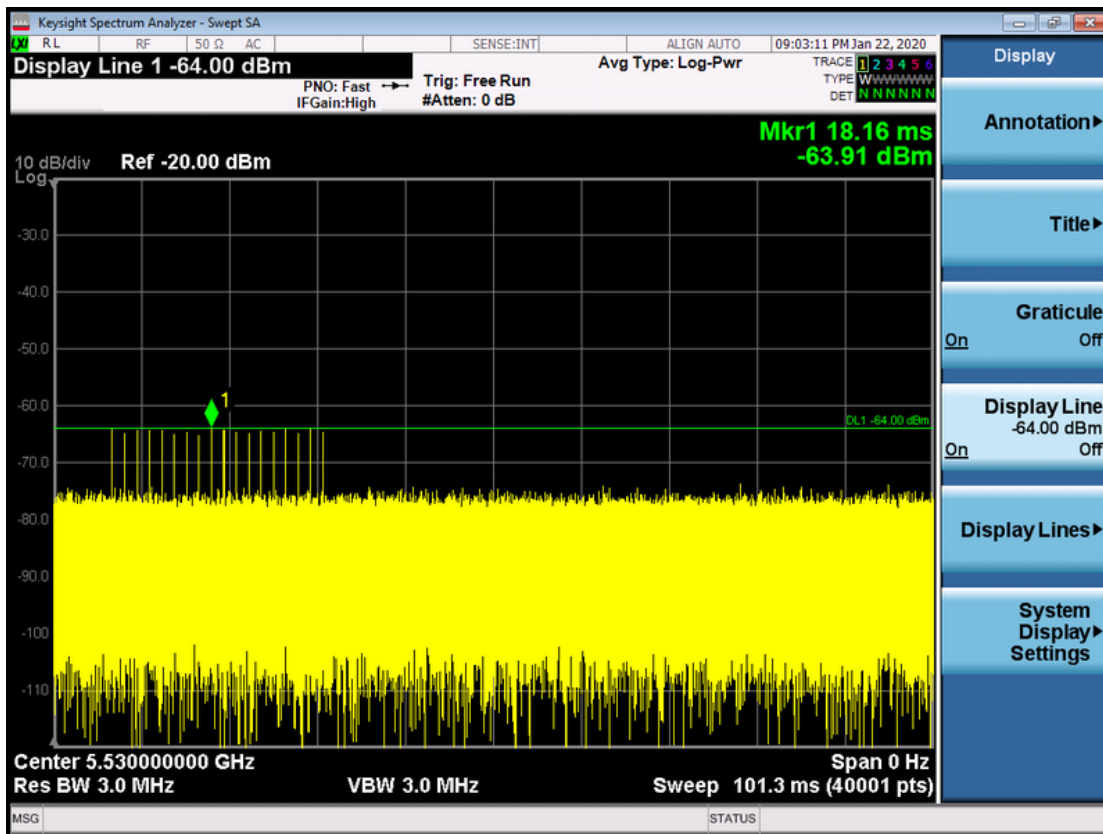 Keysight Spectrum Analyzer - Swept SA
LXI RL RF 50 Ω AC SENSE:INT ALIGN AUTO 09:03:11 PM Jan 22, 2020
Display Line 1 -64.00 dBm
PNO: Fast
IFGain:High
Trig: Free Run
#Atten: 0 dB
Avg Type: Log-Pwr
TRACE 1 2 3 4 5 6
TYPE WWWWWW
DET N N N N N N
Mkr1 18.16 ms
-63.91 dBm
10 dB/div Ref -20.00 dBm
Log
-30.0
-40.0
-50.0
-60.0
-70.0
-80.0
-90.0
-100
-110
1
DL1 -64.00 dBm
Center 5.530000000 GHz Span 0 Hz
Res BW 3.0 MHz VBW 3.0 MHz Sweep 101.3 ms (40001 pts)
MSG STATUS
Display
Annotation
Title
Graticule
On Off
Display Line
-64.00 dBm
On Off
Display Lines
System
Display
Settings